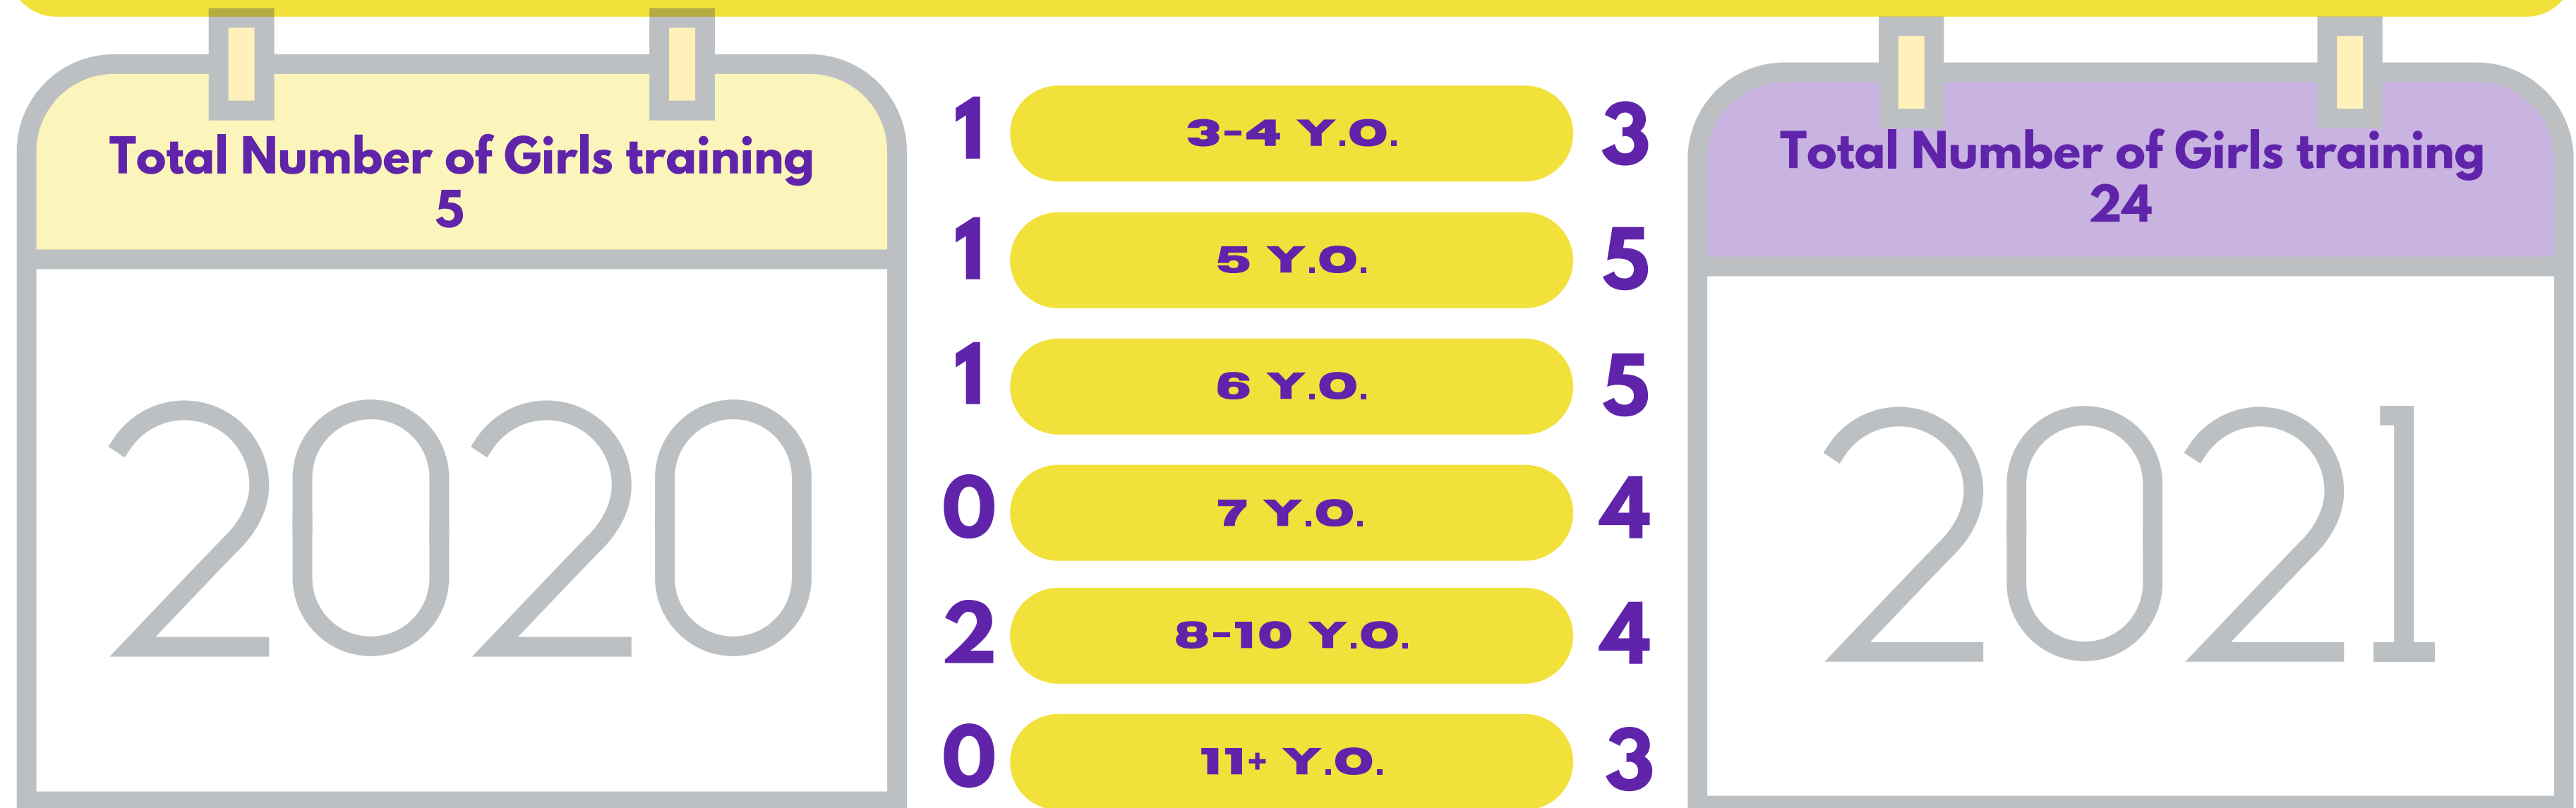 Total Number of Girls training
5
2020
1 3-4 Y.O. 3
1 5 Y.O. 5
1 6 Y.O. 5
0 7 Y.O. 4
2 8-10 Y.O. 4
0 11+ Y.O. 3
Total Number of Girls training
24
2021